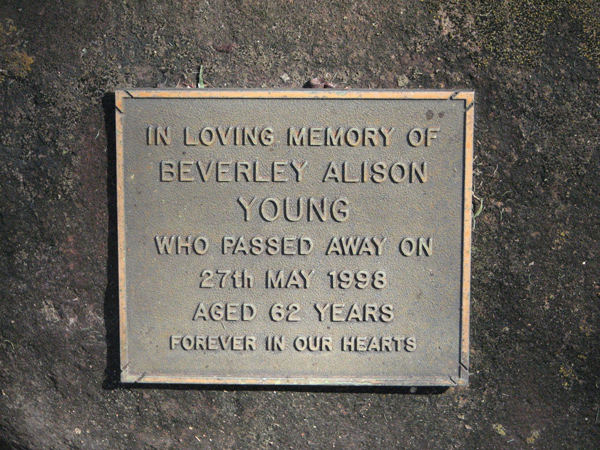 IN LOVING MEMORY OF
BEVERLEY ALISON
YOUNG
WHO PASSED AWAY ON
27th MAY 1998
AGED 62 YEARS
FOREVER IN OUR HEARTS